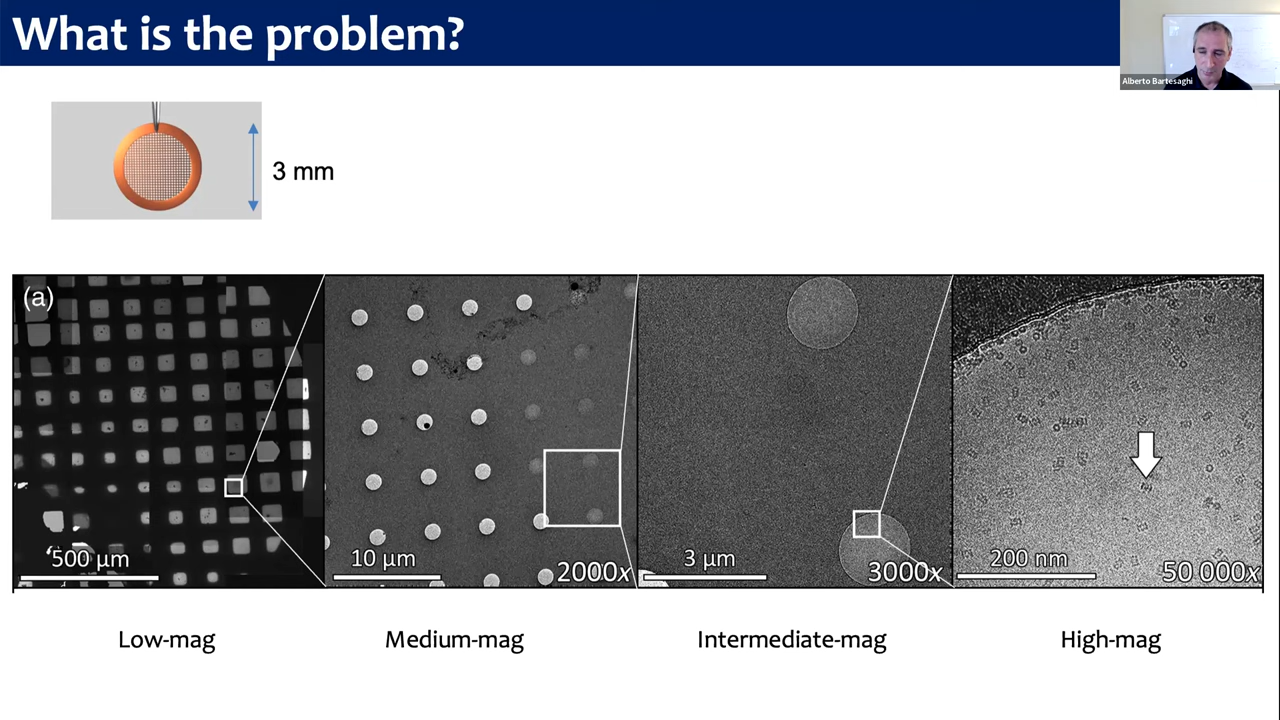 What is the problem?
Alberto Bartesaghi
3 mm
(a)
500 μm
10 μm
2000x
3 μm
3000x
200 nm
50 000x
Low-mag
Medium-mag
Intermediate-mag
High-mag